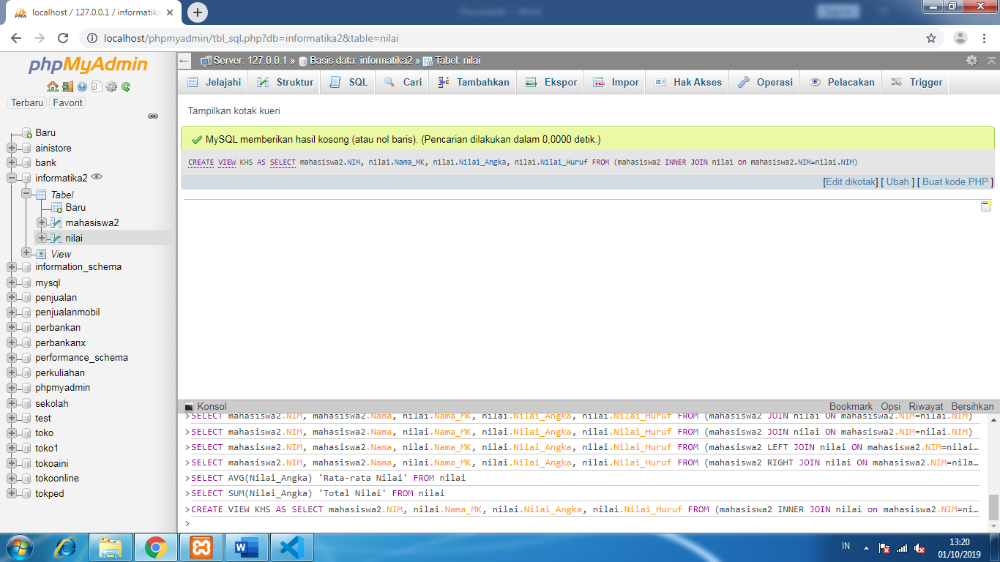 localhost / 127.0.0.1 / informatika
localhost/phpmyadmin/tbl_sql.php?db=informatika2&table=nilai
phpMyAdmin
Terbaru Favorit
Baru
ainistore
bank
informatika2
Tabel
Baru
mahasiswa2
nilai
View
information_schema
mysql
penjualan
penjualanmobil
perbankan
perbankanx
performance_schema
perkuliahan
phpmyadmin
sekolah
test
toko
toko1
tokoaini
tokoonline
tokped
Server: 127.0.0.1 » Basis data: informatika2 » Tabel: nilai
Jelajahi Struktur SQL Cari Tambahkan Ekspor Impor Hak Akses Operasi Pelacakan Trigger
Tampilkan kotak kueri
MySQL memberikan hasil kosong (atau nol baris). (Pencarian dilakukan dalam 0,0000 detik.)
CREATE VIEW KHS AS SELECT mahasiswa2.NIM, nilai.Nama_MK, nilai.Nilai_Angka, nilai.Nilai_Huruf FROM (mahasiswa2 INNER JOIN nilai on mahasiswa2.NIM=nilai.NIM)
[Edit dikotak] [ Ubah ] [ Buat kode PHP ]
Konsol Bookmark Opsi Riwayat Bersihkan
>SELECT mahasiswa2.NIM, mahasiswa2.Nama, nilai.Nama_MK, nilai.Nilai_Angka, nilai.Nilai_Huruf FROM (mahasiswa2 JOIN nilai ON mahasiswa2.NIM=nilai.NIM)
>SELECT mahasiswa2.NIM, mahasiswa2.Nama, nilai.Nama_MK, nilai.Nilai_Angka, nilai.Nilai_Huruf FROM (mahasiswa2 JOIN nilai ON mahasiswa2.NIM=nilai.NIM)
>SELECT mahasiswa2.NIM, mahasiswa2.Nama, nilai.Nama_MK, nilai.Nilai_Angka, nilai.Nilai_Huruf FROM (mahasiswa2 LEFT JOIN nilai ON mahasiswa2.NIM=nilai…
>SELECT mahasiswa2.NIM, mahasiswa2.Nama, nilai.Nama_MK, nilai.Nilai_Angka, nilai.Nilai_Huruf FROM (mahasiswa2 RIGHT JOIN nilai ON mahasiswa2.NIM=nila…
>SELECT AVG(Nilai_Angka) 'Rata-rata Nilai' FROM nilai
>SELECT SUM(Nilai_Angka) 'Total Nilai' FROM nilai
>CREATE VIEW KHS AS SELECT mahasiswa2.NIM, nilai.Nama_MK, nilai.Nilai_Angka, nilai.Nilai_Huruf FROM (mahasiswa2 INNER JOIN nilai on mahasiswa2.NIM=ni…
>
IN
13:20
01/10/2019